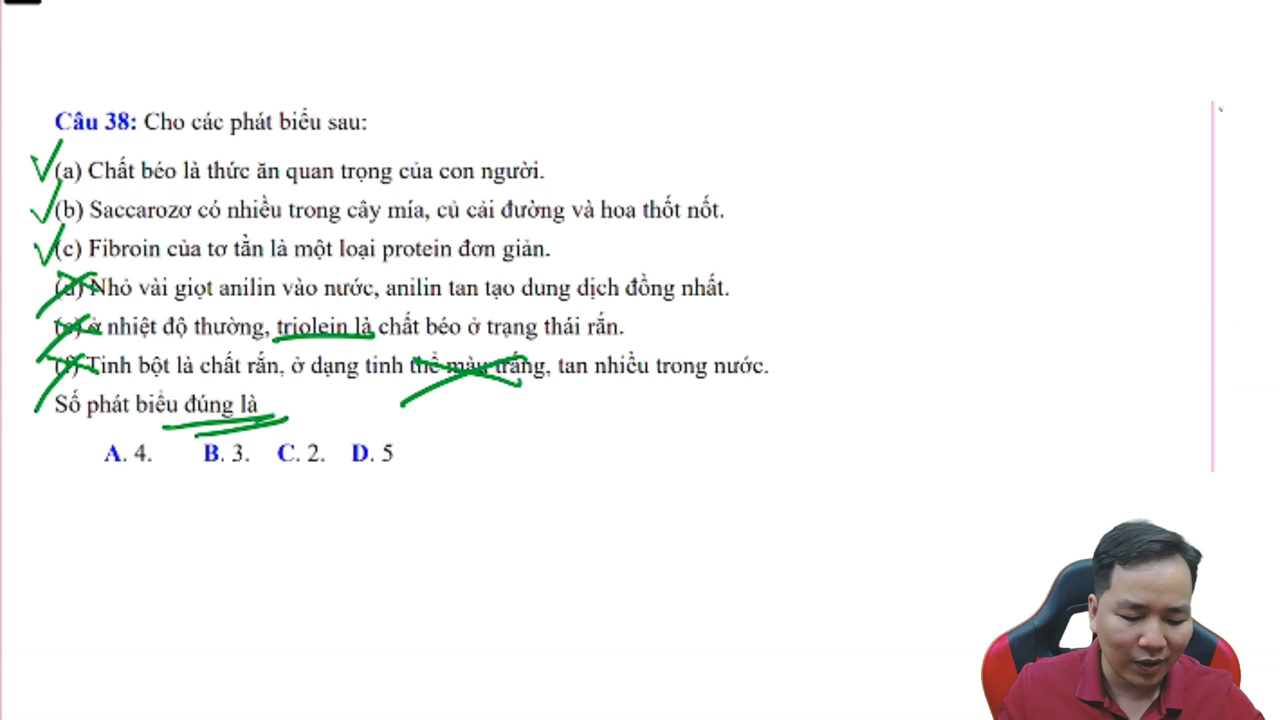 Câu 38: Cho các phát biểu sau:
(a) Chất béo là thức ăn quan trọng của con người.
(b) Saccarozơ có nhiều trong cây mía, củ cải đường và hoa thốt nốt.
(c) Fibroin của tơ tằn là một loại protein đơn giản.
(d) Nhỏ vài giọt anilin vào nước, anilin tan tạo dung dịch đồng nhất.
(e) ở nhiệt độ thường, triolein là chất béo ở trạng thái rắn.
(f) Tinh bột là chất rắn, ở dạng tinh thể màu trắng, tan nhiều trong nước.
Số phát biểu đúng là
A. 4. B. 3. C. 2. D. 5